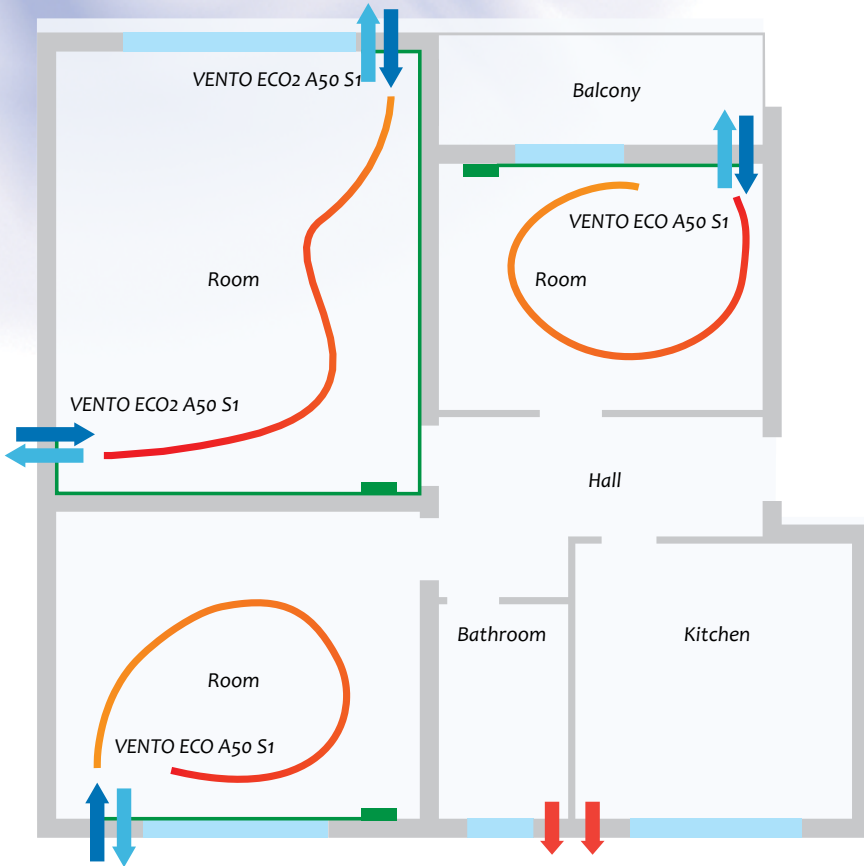 VENTO ECO2 A50 S1
Balcony
VENTO ECO A50 S1
Room
Room
VENTO ECO2 A50 S1
Hall
Bathroom
Kitchen
Room
VENTO ECO A50 S1